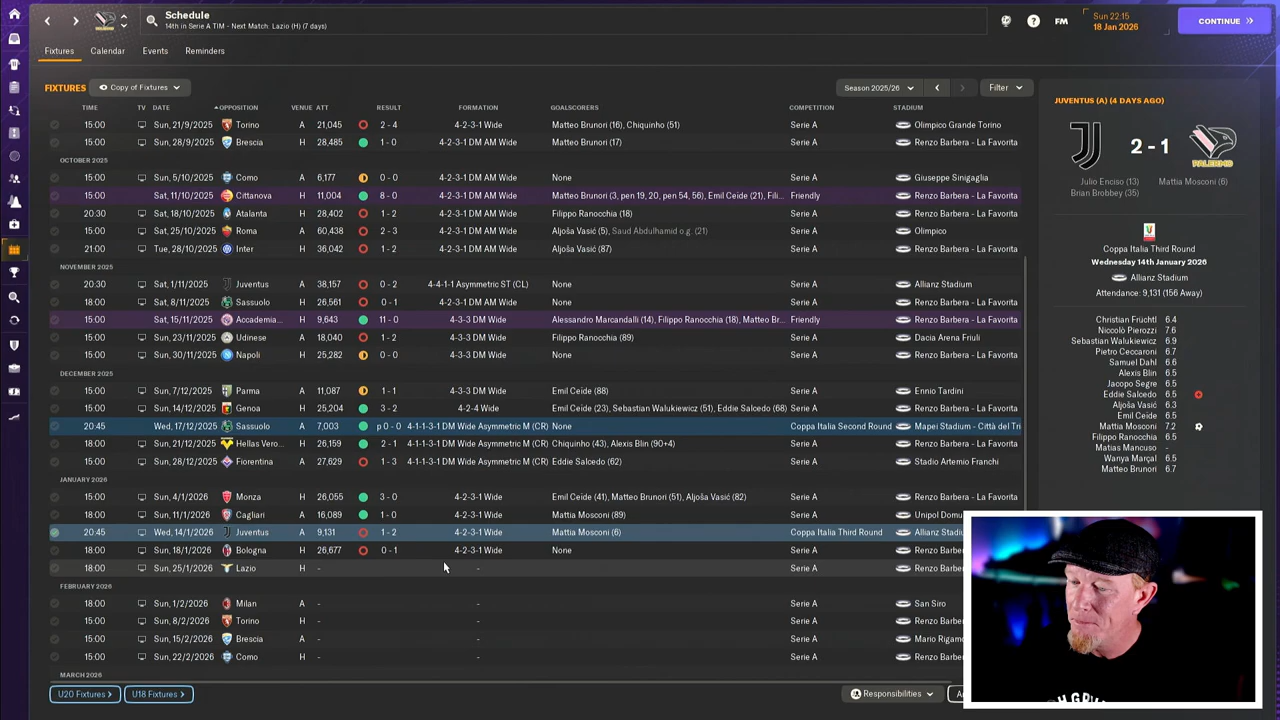 Schedule
14th in Serie A TIM - Next Match: Lazio (H) (7 days)
FM
Sun 22:15
18 Jan 2026
CONTINUE
Fixtures Calendar Events Reminders
FIXTURES Copy of Fixtures Season 2025/26 Filter
TIME TV DATE OPPOSITION VENUE ATT RESULT FORMATION GOALSCORERS COMPETITION STADIUM
15:00 Sun, 21/9/2025 Torino A 21,045 2 - 4 4-2-3-1 Wide Matteo Brunori (16), Chiquinho (51) Serie A Olimpico Grande Torino
15:00 Sun, 28/9/2025 Brescia H 28,485 1 - 0 4-2-3-1 DM AM Wide Matteo Brunori (17) Serie A Renzo Barbera - La Favorita
OCTOBER 2025
15:00 Sun, 5/10/2025 Como A 6,177 0 - 0 4-2-3-1 DM AM Wide None Serie A Giuseppe Sinigaglia
15:00 Sat, 11/10/2025 Cittanova H 11,004 8 - 0 4-2-3-1 DM AM Wide Matteo Brunori (3, pen 19, 20, pen 54, 56), Emil Ceide (21), Fili... Friendly Renzo Barbera - La Favorita
20:30 Sat, 18/10/2025 Atalanta H 28,402 1 - 2 4-2-3-1 DM AM Wide Filippo Ranocchia (18) Serie A Renzo Barbera - La Favorita
15:00 Sat, 25/10/2025 Roma A 60,438 2 - 3 4-2-3-1 DM AM Wide Aljoša Vasić (5), Saud Abdulhamid o.g. (21) Serie A Olimpico
21:00 Tue, 28/10/2025 Inter H 36,042 1 - 2 4-2-3-1 DM AM Wide Aljoša Vasić (87) Serie A Renzo Barbera - La Favorita
NOVEMBER 2025
20:30 Sat, 1/11/2025 Juventus A 38,157 0 - 2 4-4-1-1 Asymmetric ST (CL) None Serie A Allianz Stadium
18:00 Sat, 8/11/2025 Sassuolo H 26,561 0 - 1 4-2-3-1 DM AM Wide None Serie A Renzo Barbera - La Favorita
15:00 Sat, 15/11/2025 Accademia... H 9,643 11 - 0 4-3-3 DM Wide Alessandro Marcandalli (14), Filippo Ranocchia (18), Matteo Br... Friendly Renzo Barbera - La Favorita
15:00 Sun, 23/11/2025 Udinese A 18,040 1 - 2 4-3-3 DM Wide Filippo Ranocchia (89) Serie A Dacia Arena Friuli
15:00 Sun, 30/11/2025 Napoli H 25,282 0 - 0 4-3-3 DM Wide None Serie A Renzo Barbera - La Favorita
DECEMBER 2025
15:00 Sun, 7/12/2025 Parma A 11,087 1 - 1 4-3-3 DM Wide Emil Ceide (88) Serie A Ennio Tardini
15:00 Sun, 14/12/2025 Genoa H 25,204 3 - 2 4-2-4 Wide Emil Ceide (23), Sebastian Walukiewicz (51), Eddie Salcedo (68) Serie A Renzo Barbera - La Favorita
20:45 Wed, 17/12/2025 Sassuolo A 7,003 p 0 - 0 4-1-1-3-1 DM Wide Asymmetric M (CR) None Coppa Italia Second Round Mapei Stadium - Città del Tri
18:00 Sun, 21/12/2025 Hellas Vero... H 26,159 2 - 1 4-1-1-3-1 DM Wide Asymmetric M (CR) Chiquinho (43), Alexis Blin (90+4) Serie A Renzo Barbera - La Favorita
18:00 Sun, 28/12/2025 Fiorentina A 27,629 1 - 3 4-1-1-3-1 DM Wide Asymmetric M (CR) Eddie Salcedo (62) Serie A Stadio Artemio Franchi
JANUARY 2026
15:00 Sun, 4/1/2026 Monza H 26,055 3 - 0 4-2-3-1 Wide Emil Ceide (41), Matteo Brunori (51), Aljoša Vasić (82) Serie A Renzo Barbera - La Favorita
18:00 Sun, 11/1/2026 Cagliari A 16,089 1 - 0 4-2-3-1 Wide Mattia Mosconi (89) Serie A Unipol Domu
20:45 Wed, 14/1/2026 Juventus A 9,131 1 - 2 4-2-3-1 Wide Mattia Mosconi (6) Coppa Italia Third Round Allianz Stadiu
18:00 Sun, 18/1/2026 Bologna H 26,677 0 - 1 4-2-3-1 Wide None Serie A Renzo Barber
18:00 Sun, 25/1/2026 Lazio H - - Serie A Renzo Barber
FEBRUARY 2026
18:00 Sun, 1/2/2026 Milan A - - Serie A San Siro
15:00 Sun, 8/2/2026 Torino H - - Serie A Renzo Barber
15:00 Sun, 15/2/2026 Brescia A - - Serie A Mario Rigam
15:00 Sun, 22/2/2026 Como H - - Serie A Renzo Barber
MARCH 2026
U20 Fixtures > U18 Fixtures > Responsibilities
JUVENTUS (A) (4 DAYS AGO)
2 - 1
PALERMO
Julio Enciso (13) Mattia Mosconi (6)
Brian Brobbey (35)
Coppa Italia Third Round
Wednesday 14th January 2026
Allianz Stadium
Attendance: 9,131 (156 Away)
Christian Früchtl 6.4
Niccolò Pierozzi 7.6
Sebastian Walukiewicz 6.9
Pietro Ceccaroni 6.7
Samuel Dahl 6.6
Alexis Blin 6.5
Jacopo Segre 6.5
Eddie Salcedo 6.5
Aljoša Vasić 6.3
Emil Ceide 6.5
Mattia Mosconi 7.2
Filippo Ranocchia 6.5
Matias Mancuso -
Wanya Marçal 6.5
Matteo Brunori 6.7